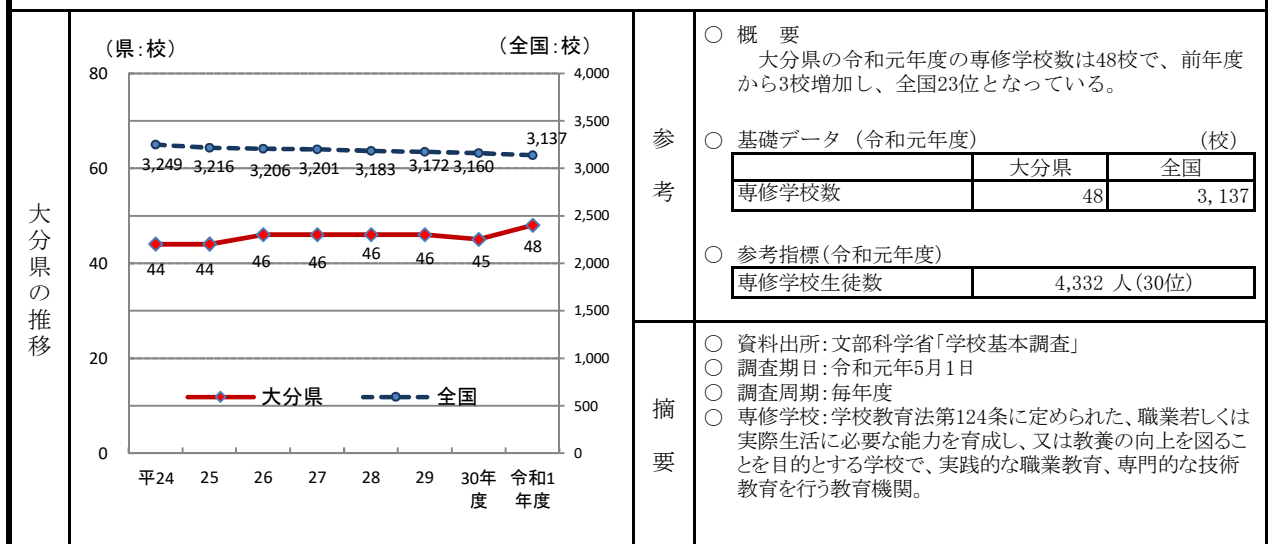 大分県の推移
（県：校）
（全国：校）
80
60
40
20
0
4,000
3,500
3,000
2,500
2,000
1,500
1,000
500
0
3,249 3,216 3,206 3,201 3,183 3,172 3,160 3,137
44 44 46 46 46 46 45 48
大分県 全国
平24 25 26 27 28 29 30年度 令和1年度
参考
○ 概　要
大分県の令和元年度の専修学校数は48校で、前年度
から3校増加し、全国23位となっている。
○ 基礎データ（令和元年度） (校)
大分県 全国
専修学校数 48 3,137
○ 参考指標(令和元年度)
専修学校生徒数 4,332 人(30位)
摘要
○ 資料出所：文部科学省「学校基本調査」
○ 調査期日：令和元年5月1日
○ 調査周期：毎年度
○ 専修学校：学校教育法第124条に定められた、職業若しくは
実際生活に必要な能力を育成し、又は教養の向上を図るこ
とを目的とする学校で、実践的な職業教育、専門的な技術
教育を行う教育機関。